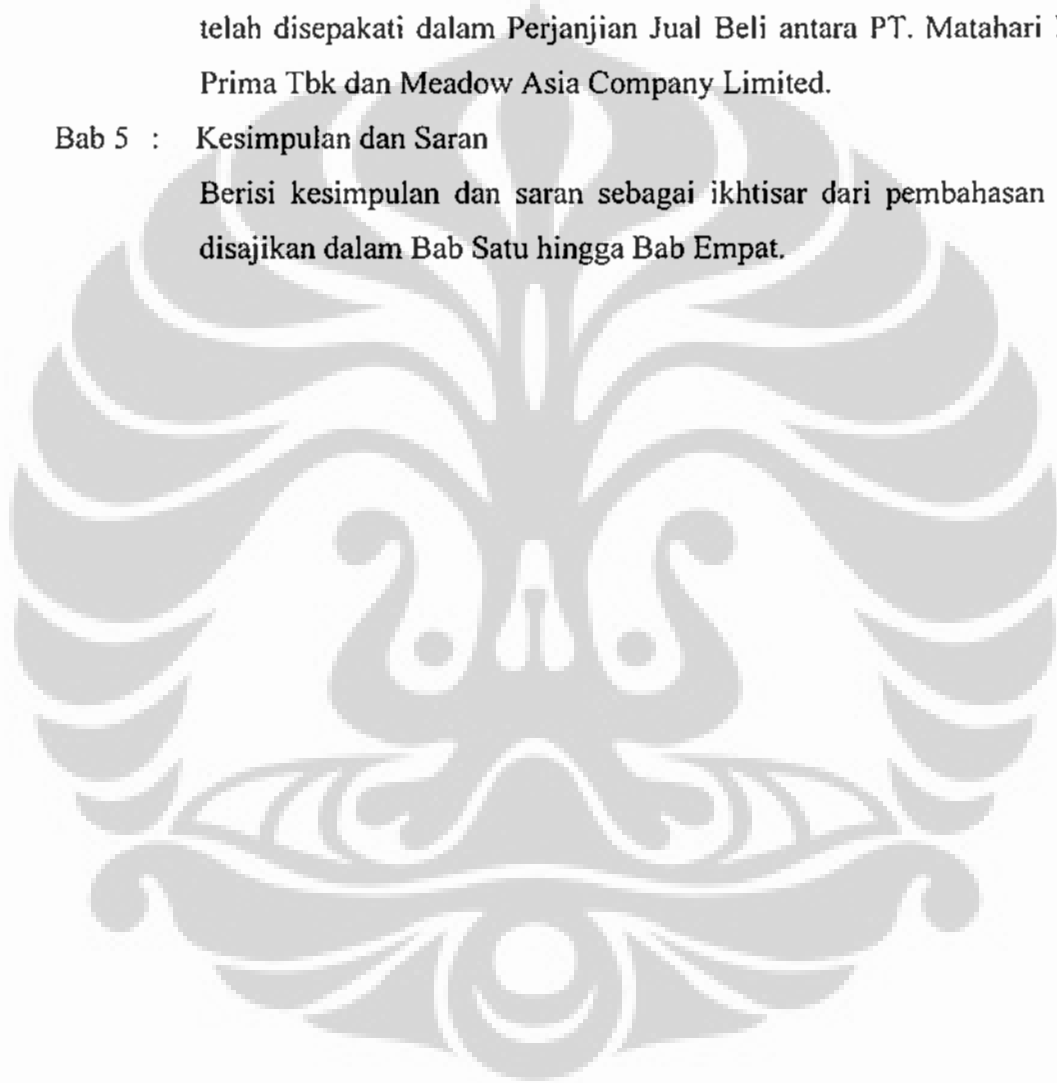 telah disepakati dalam Perjanjian Jual Beli antara PT. Matahari
Prima Tbk dan Meadow Asia Company Limited.
Bab 5 : Kesimpulan dan Saran
Berisi kesimpulan dan saran sebagai ikhtisar dari pembahasan
disajikan dalam Bab Satu hingga Bab Empat.